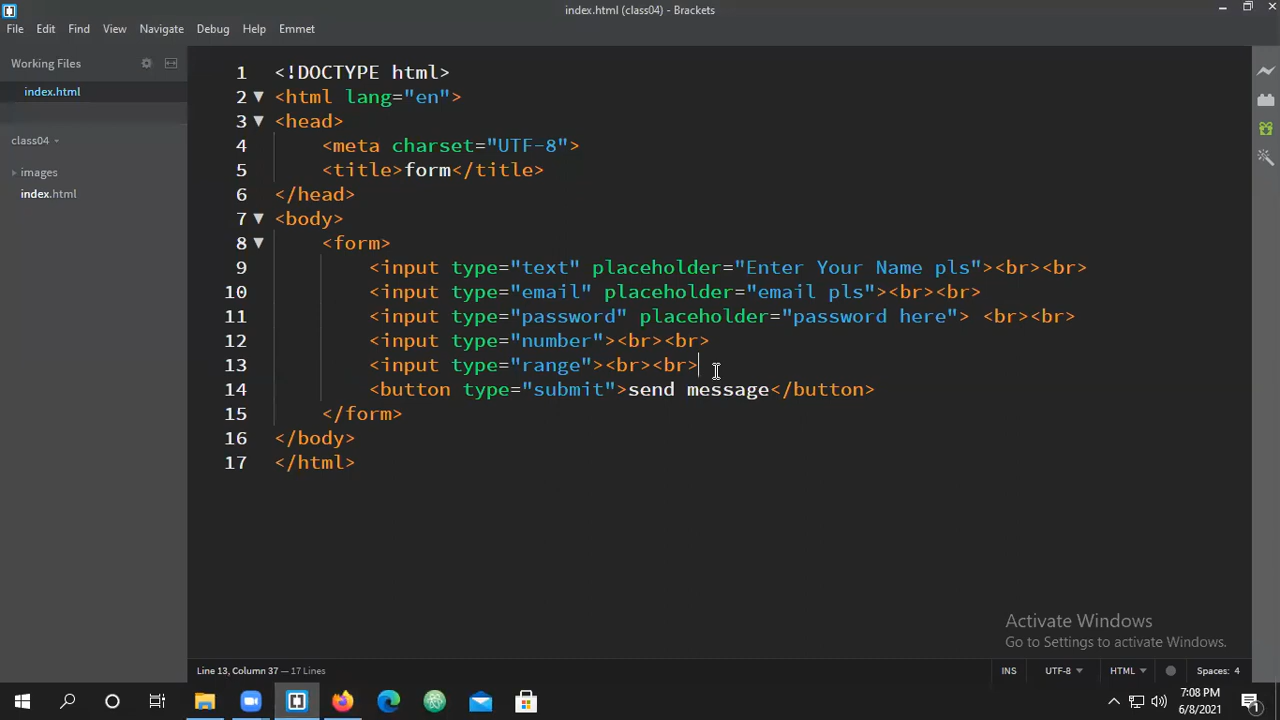 index.html (class04) - Brackets
File Edit Find View Navigate Debug Help Emmet
Working Files
index.html
class04
images
index.html
1 <!DOCTYPE html>
2 <html lang="en">
3 <head>
4 <meta charset="UTF-8">
5 <title>form</title>
6 </head>
7 <body>
8 <form>
9 <input type="text" placeholder="Enter Your Name pls"><br><br>
10 <input type="email" placeholder="email pls"><br><br>
11 <input type="password" placeholder="password here"> <br><br>
12 <input type="number"><br><br>
13 <input type="range"><br><br>
14 <button type="submit">send message</button>
15 </form>
16 </body>
17 </html>
Activate Windows
Go to Settings to activate Windows.
Line 13, Column 37 — 17 Lines
INS UTF-8 HTML Spaces: 4
7:08 PM
6/8/2021
1